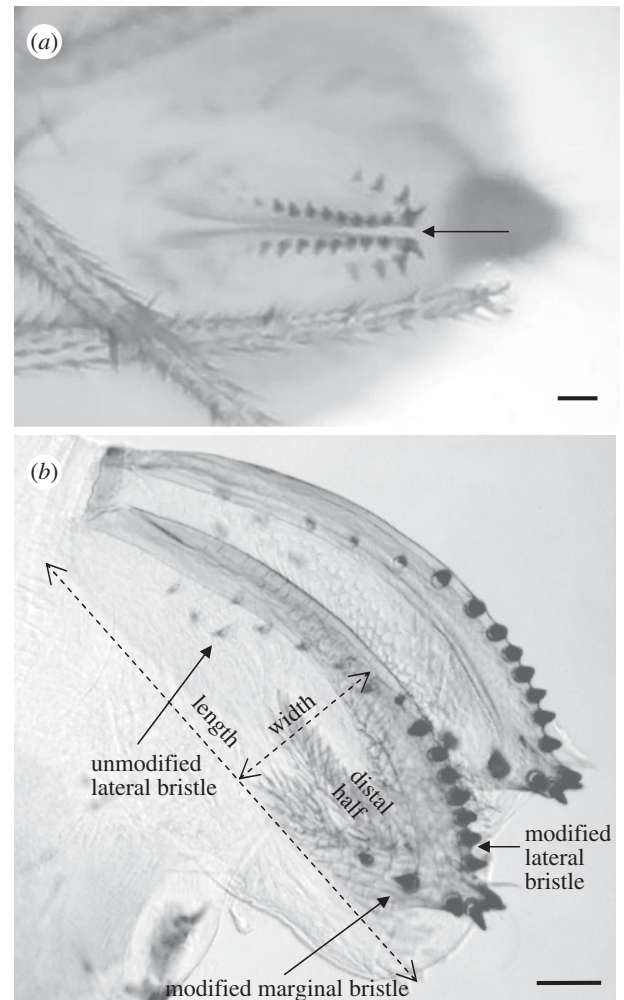 (a)
(b)
length
width
unmodified
lateral bristle
distal
half
modified
lateral
bristle
modified marginal bristle